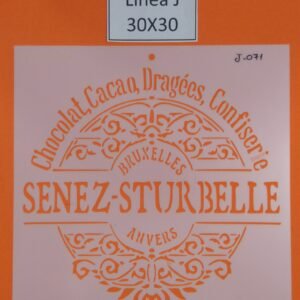 Linea J
30X30
J-071
Chocolat, Cacao, Dragées, Confiserie
BRUXELLES
SENEZ-STURBELLE
ANVERS